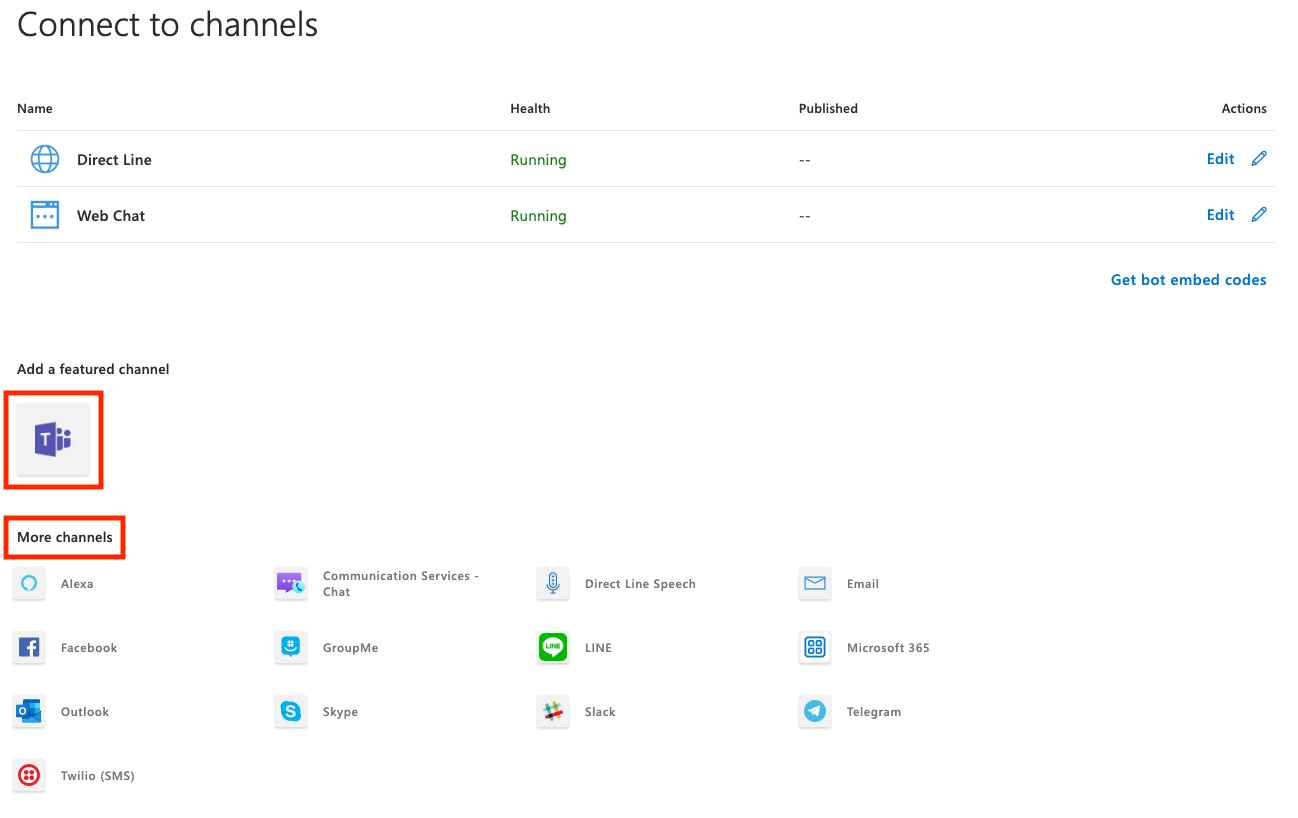 Connect to channels
Name Health Published Actions
Direct Line Running -- Edit
Web Chat Running -- Edit
Get bot embed codes
Add a featured channel
T
More channels
Alexa
Communication Services -
Chat
Direct Line Speech
Email
Facebook
GroupMe
LINE
LINE
Microsoft 365
Outlook
Skype
Slack
Telegram
Twilio (SMS)